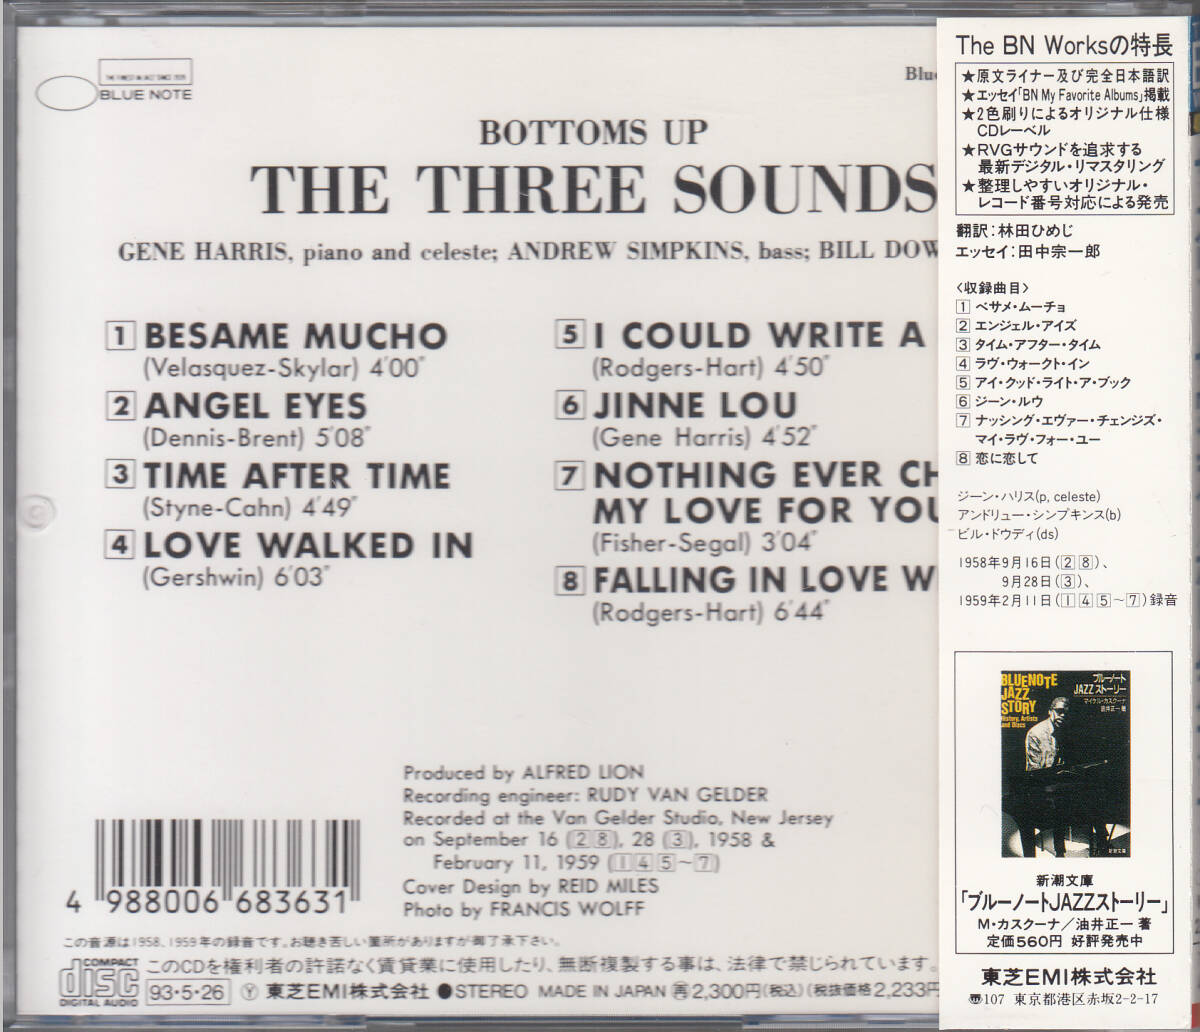 THE FINEST IN JAZZ SINCE 1939
BLUE NOTE
Blue
BOTTOMS UP
THE THREE SOUNDS
GENE HARRIS, piano and celeste; ANDREW SIMPKINS, bass; BILL DOW
1 BESAME MUCHO
(Velasquez-Skylar) 4'00"
2 ANGEL EYES
(Dennis-Brent) 5'08"
3 TIME AFTER TIME
(Styne-Cahn) 4'49"
4 LOVE WALKED IN
(Gershwin) 6'03"
5 I COULD WRITE A
(Rodgers-Hart) 4'50"
6 JINNE LOU
(Gene Harris) 4'52"
7 NOTHING EVER CH
MY LOVE FOR YOU
(Fisher-Segal) 3'04"
8 FALLING IN LOVE W
(Rodgers-Hart) 6'44"
Produced by ALFRED LION
Recording engineer: RUDY VAN GELDER
Recorded at the Van Gelder Studio, New Jersey
on September 16 (2 8), 28 (3), 1958 &
February 11, 1959 (1 4 5~7)
Cover Design by REID MILES
Photo by FRANCIS WOLFF
4 988006 683631
この音源は1958, 1959年の録音です。お聴き苦しい箇所がありますが御了承下さい。
COMPACT
disc
DIGITAL AUDIO
このCDを権利者の許諾なく賃貸業に使用したり、無断複製する事は、法律で禁じられています。
93・5・26 Ⓨ 東芝EMI株式会社 ●STEREO MADE IN JAPAN 再 2,300円(税込)(税抜価格2,233円
The BN Worksの特長
★原文ライナー及び完全日本語訳
★エッセイ「BN My Favorite Albums」掲載
★2色刷りによるオリジナル仕様
CDレーベル
★RVGサウンドを追求する
最新デジタル・リマスタリング
★整理しやすいオリジナル・
レコード番号対応による発売
翻訳：林田ひめじ
エッセイ：田中宗一郎
〈収録曲目〉
1 ベサメ・ムーチョ
2 エンジェル・アイズ
3 タイム・アフター・タイム
4 ラヴ・ウォークト・イン
5 アイ・クッド・ライト・ア・ブック
6 ジーン・ルウ
7 ナッシング・エヴァー・チェンジズ・
マイ・ラヴ・フォー・ユー
8 恋に恋して
ジーン・ハリス(p, celeste)
アンドリュー・シンプキンス(b)
ビル・ドウディ(ds)
1958年9月16日(2 8)、
9月28日(3)、
1959年2月11日(1 4 5～7)録音
BLUENOTE
JAZZ
STORY
History, Artists
and Discs
ブルーノート
JAZZストーリー
マイケル・カスクーナ
油井正一 著
新潮文庫
新潮文庫
「ブルーノートJAZZストーリー」
M・カスクーナ／油井正一 著
定価560円 好評発売中
東芝EMI株式会社
〠107 東京都港区赤坂2-2-17